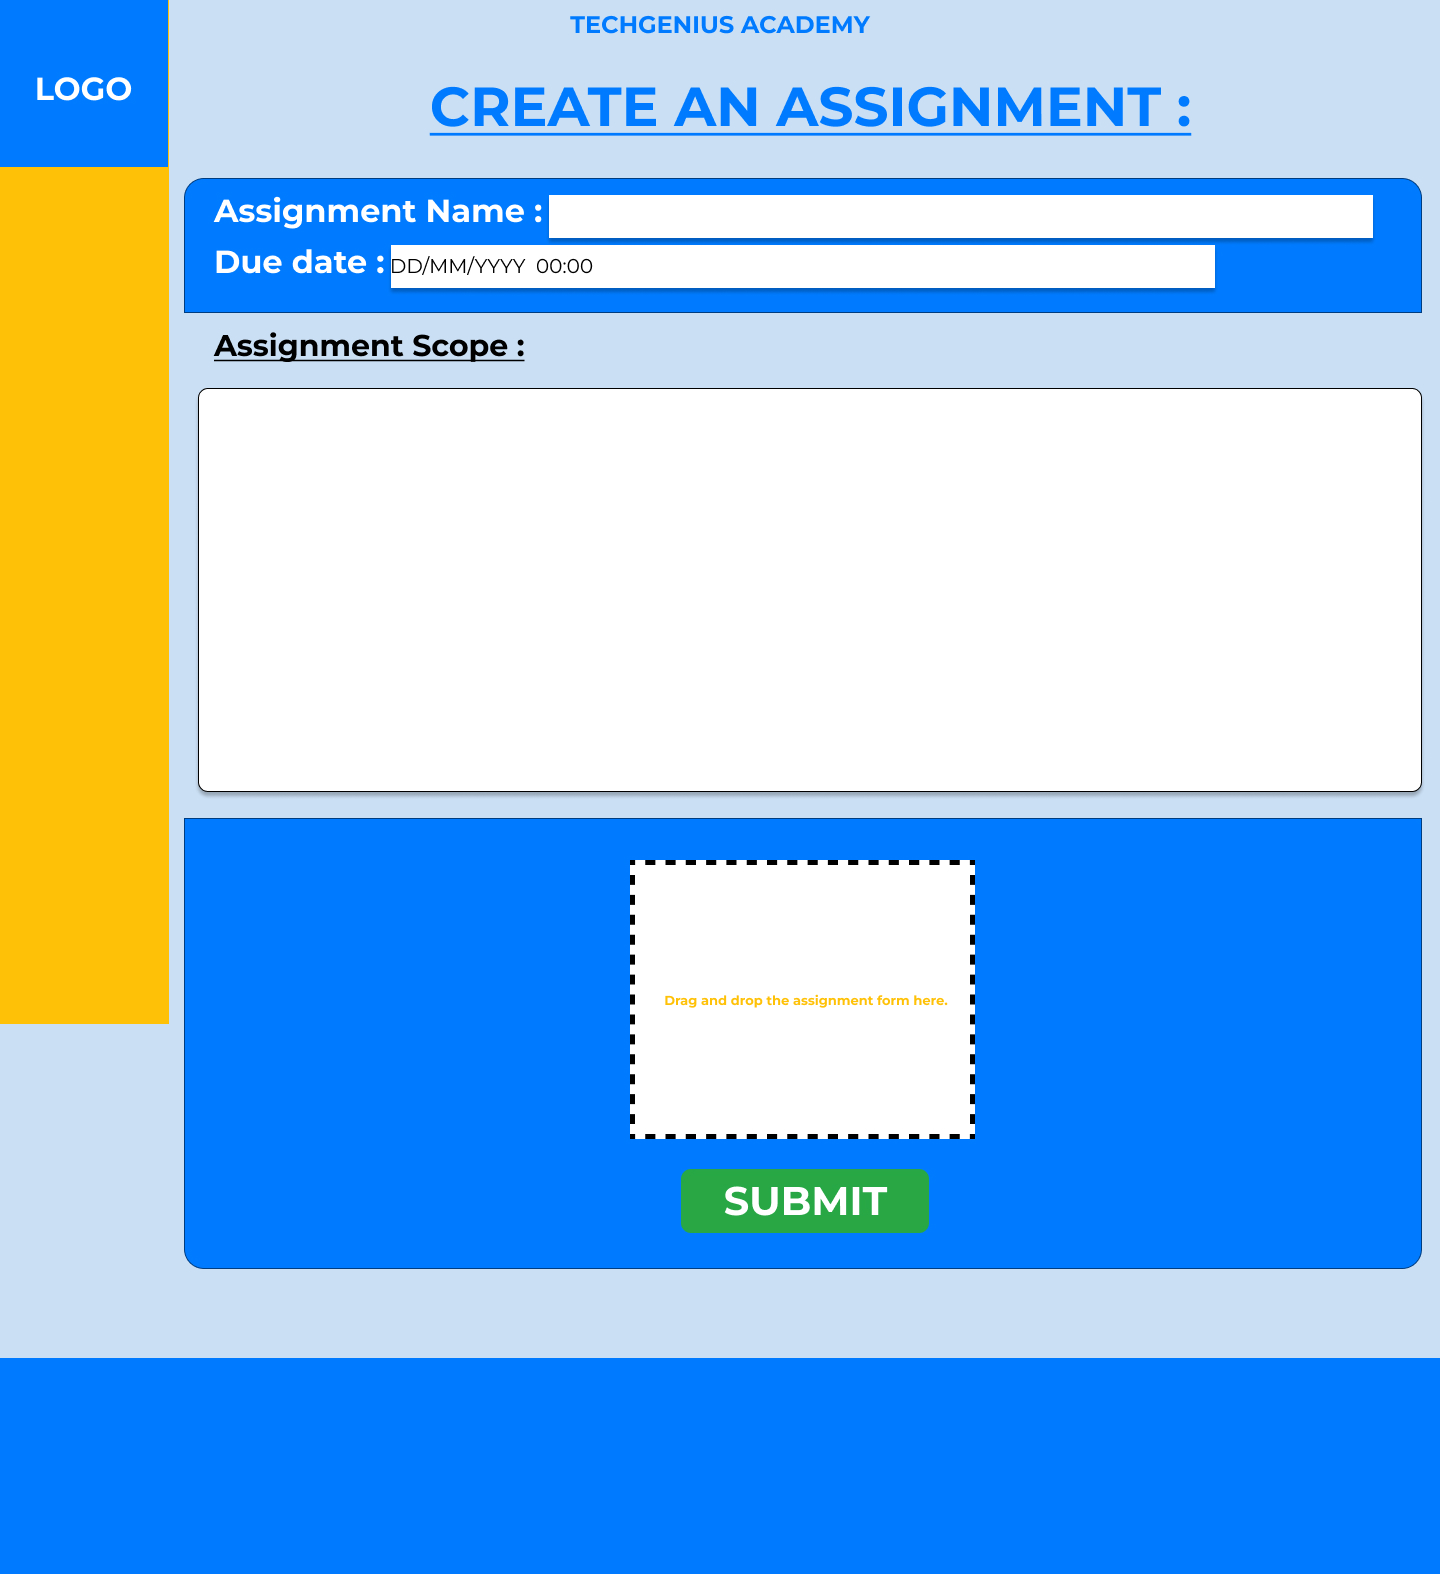 TECHGENIUS ACADEMY
LOGO
CREATE AN ASSIGNMENT :
Assignment Name :
Due date : DD/MM/YYYY 00:00
Assignment Scope :
Drag and drop the assignment form here.
SUBMIT